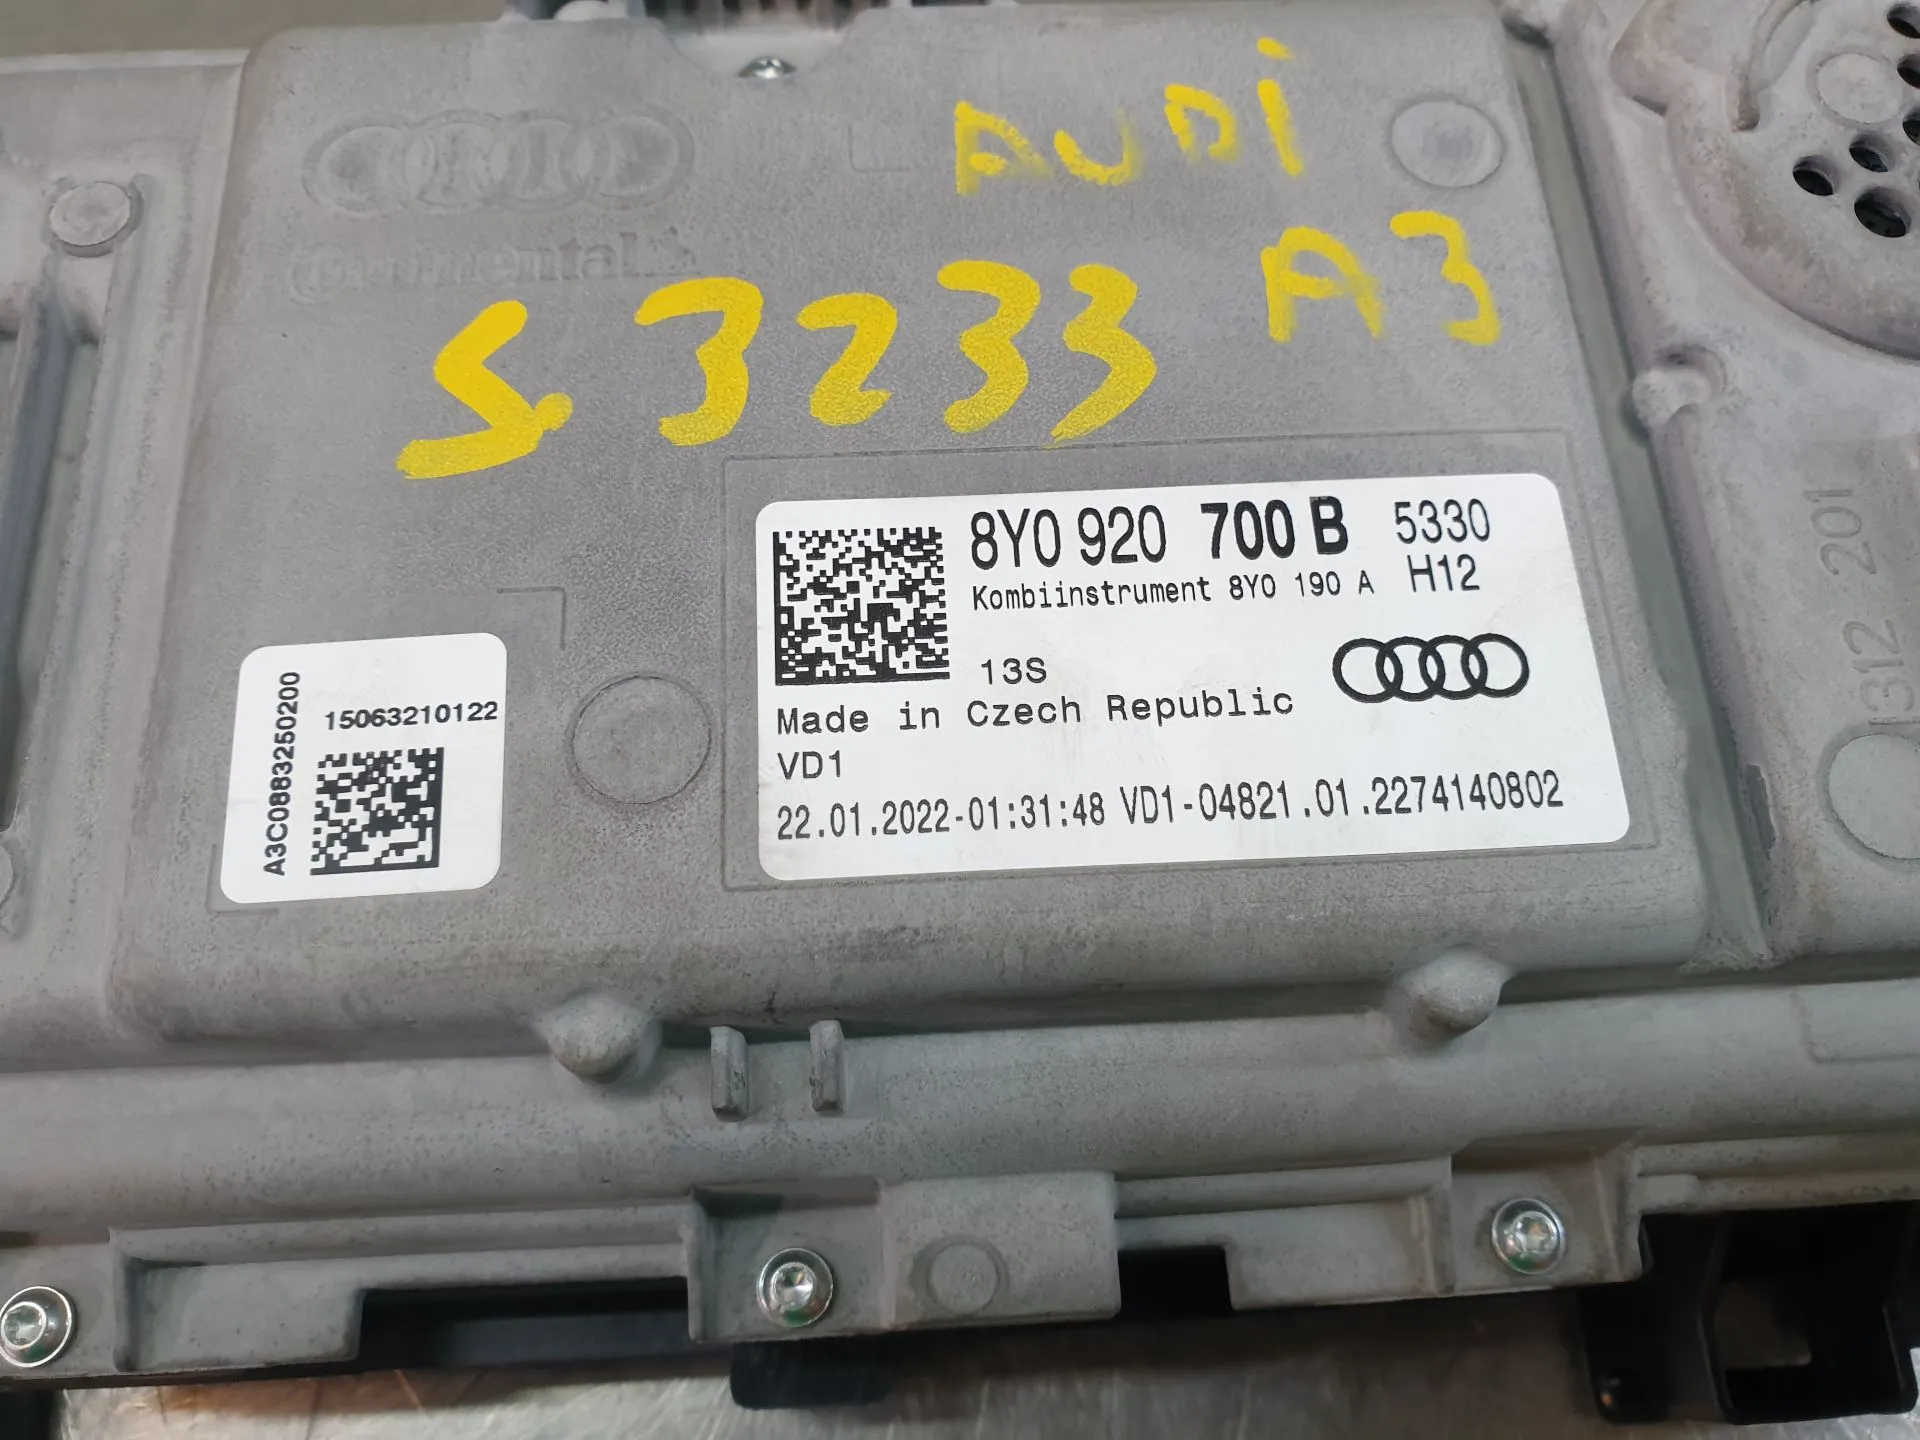 AUDI
A3
Continental
S.3233
8Y0 920 700 B 5330
Kombiinstrument 8Y0 190 A H12
13S
Made in Czech Republic
VD1
22.01.2022-01:31:48 VD1-04821.01.2274140802
A3C0883250200
15063210122
1312 201